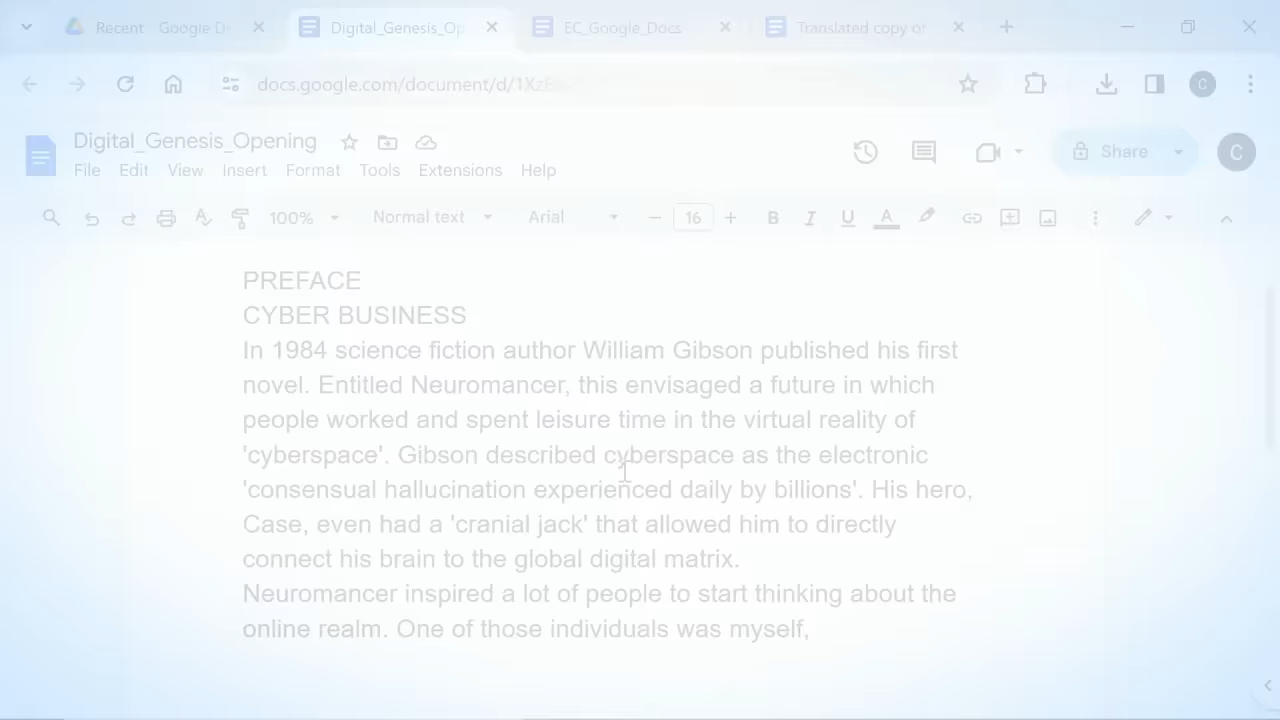 Recent Google D
Digital_Genesis_Op
EC_Google_Docs
Translated copy of
docs.google.com/document/d/1XzE
C
Digital_Genesis_Opening
Share
C
File Edit View Insert Format Tools Extensions Help
100% Normal text Arial 16 B I U A
PREFACE
CYBER BUSINESS
In 1984 science fiction author William Gibson published his first
novel. Entitled Neuromancer, this envisaged a future in which
people worked and spent leisure time in the virtual reality of
'cyberspace'. Gibson described cyberspace as the electronic
'consensual hallucination experienced daily by billions'. His hero,
Case, even had a 'cranial jack' that allowed him to directly
connect his brain to the global digital matrix.
Neuromancer inspired a lot of people to start thinking about the
online realm. One of those individuals was myself,